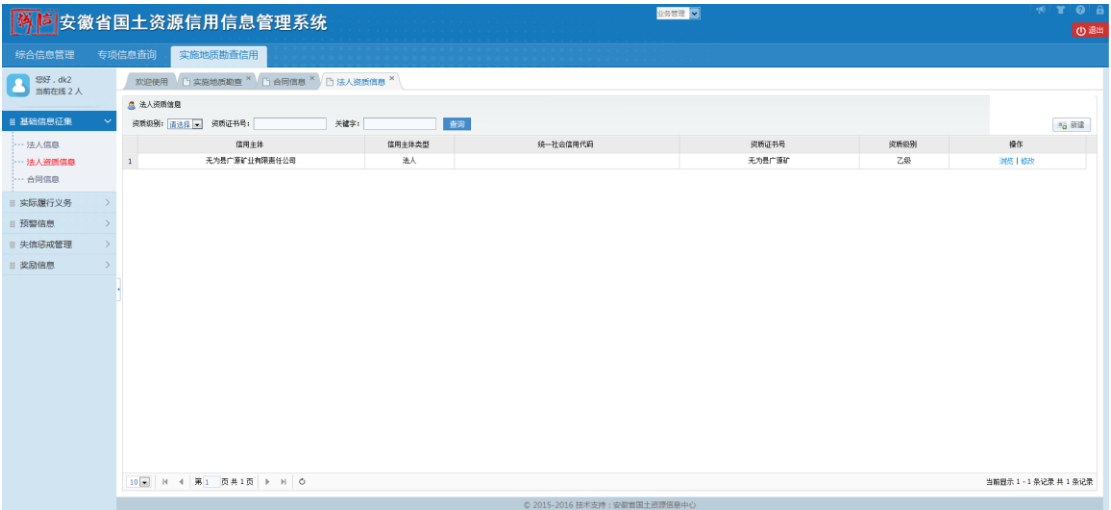 诚信 安徽省国土资源信用信息管理系统
业务管理
退出
综合信息管理 专项信息查询 实施地质勘查信用
您好，dk2
当前在线 2 人
欢迎使用 实施地质勘查 × 合同信息 × 法人资质信息 ×
法人资质信息
基础信息征集
资质级别: 请选择 资质证书号: 关键字: 查询
新建
法人信息
法人资质信息
合同信息
信用主体 信用主体类型 统一社会信用代码 资质证书号 资质级别 操作
1 无为县广源矿业有限责任公司 法人 无为县广源矿 乙级 浏览 | 修改
实际履行义务
预警信息
失信惩戒管理
奖励信息
10 第 1 页共1页
当前显示 1 - 1 条记录 共 1 条记录
© 2015-2016 技术支持：安徽省国土资源信息中心